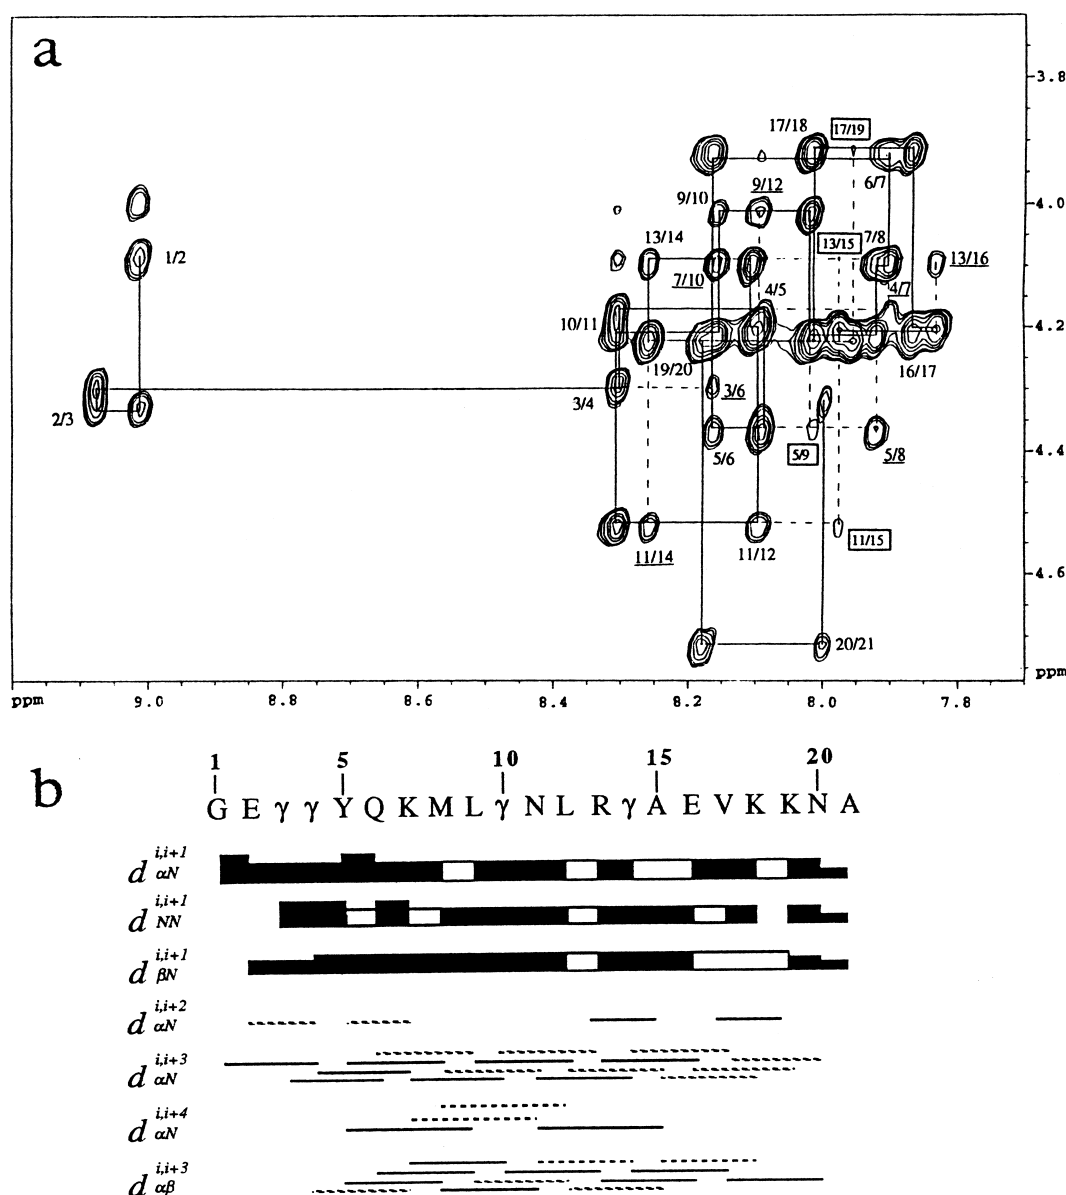 a
3.8
17/18 17/19
6/7
4.0
9/10 9/12
1/2 13/14 13/15 7/8 13/16
7/10 4/5 4/7
4.2
10/11
19/20 16/17
3/4 3/6
2/3
4.4
5/6 5/9 5/8
11/14 11/12 11/15
4.6
20/21
ppm
ppm 9.0 8.8 8.6 8.4 8.2 8.0 7.8
b
1 5 10 15 20
G E γ γ Y Q K M L γ N L R γ A E V K K N A
d αN i,i+1
d NN i,i+1
d βN i,i+1
d αN i,i+2
d αN i,i+3
d αN i,i+4
d αβ i,i+3